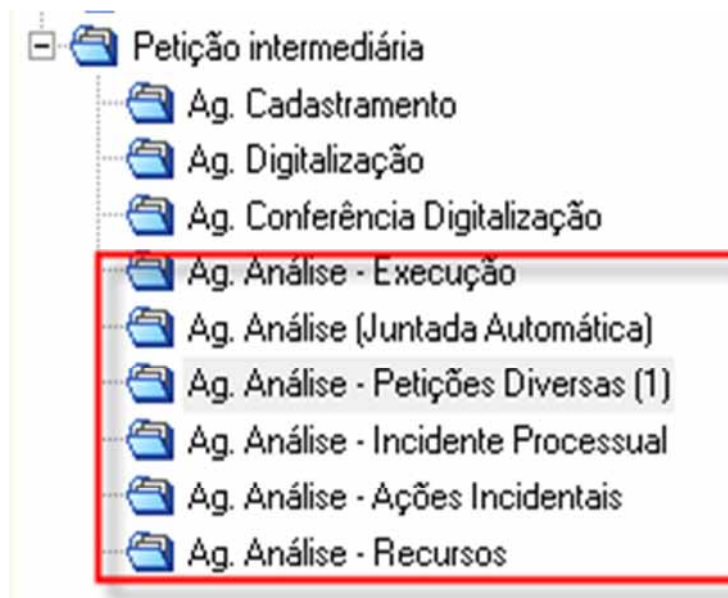 Petição intermediária
Ag. Cadastramento
Ag. Digitalização
Ag. Conferência Digitalização
Ag. Análise - Execução
Ag. Análise (Juntada Automática)
Ag. Análise - Petições Diversas (1)
Ag. Análise - Incidente Processual
Ag. Análise - Ações Incidentais
Ag. Análise - Recursos